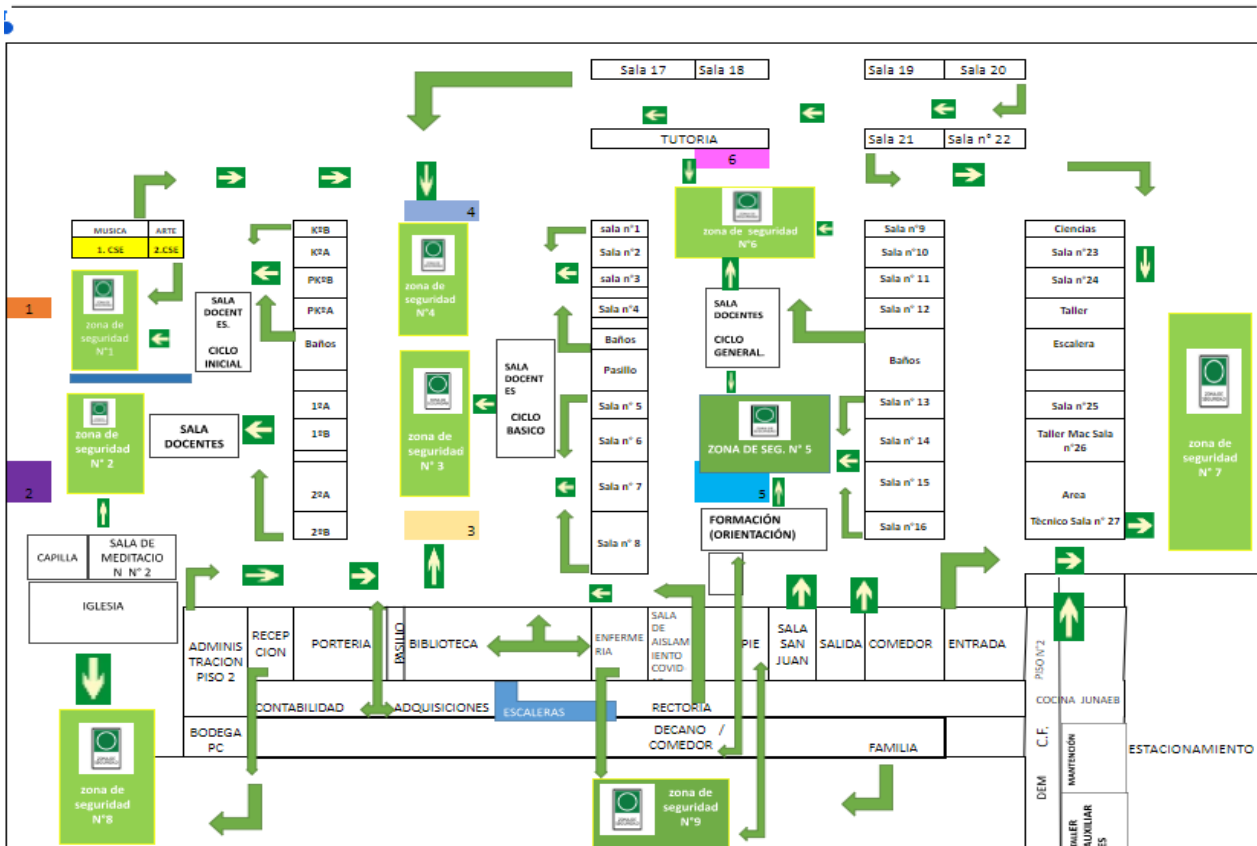 Sala 17
Sala 18
Sala 19
Sala 20
TUTORIA
Sala 21
Sala n° 22
6
MUSICA
ARTE
1. CSE
2.CSE
KºB
KºA
PKºB
PKºA
Baños
1ºA
1ºB
2ºA
2ºB
4
zona de
seguridad
N°4
sala n°1
Sala n°2
sala n°3
Sala n°4
Baños
Pasillo
Sala n° 5
Sala n° 6
Sala n° 7
Sala n° 8
zona de seguridad
N°6
Sala n°9
Sala n°10
Sala n° 11
Sala n° 12
Baños
Sala n° 13
Sala n° 14
Sala n° 15
Sala n°16
Ciencias
Sala n°23
Sala n°24
Taller
Escalera
Sala n°25
Taller Mac Sala
n°26
Area
Técnico Sala n° 27
1
zona de
seguridad
N°1
SALA
DOCENT
ES.
CICLO
INICIAL
SALA
DOCENT
ES
CICLO
BASICO
SALA
DOCENTES
CICLO
GENERAL.
zona de
seguridad
N° 2
SALA
DOCENTES
zona de
seguridad
N° 3
ZONA DE SEG. N° 5
zona de
seguridad
N° 7
2
3
5
FORMACIÓN
(ORIENTACIÓN)
CAPILLA
SALA DE
MEDITACIO
N N° 2
IGLESIA
ADMINIS
TRACION
PISO 2
RECEP
CION
PORTERIA
PASILLO
BIBLIOTECA
ENFERME
RIA
SALA
DE
AISLAM
IENTO
COVID-
PIE
SALA
SAN
JUAN
SALIDA
COMEDOR
ENTRADA
PISO N°2
COCINA JUNAEB
CONTABILIDAD
ADQUISICIONES
ESCALERAS
RECTORIA
BODEGA
PC
DECANO /
COMEDOR
FAMILIA
DEM C.F.
MANTENCIÓN
ESTACIONAMIENTO
TALLER
AUXILIAR
ES
zona de
seguridad
N°8
zona de
seguridad
N°9